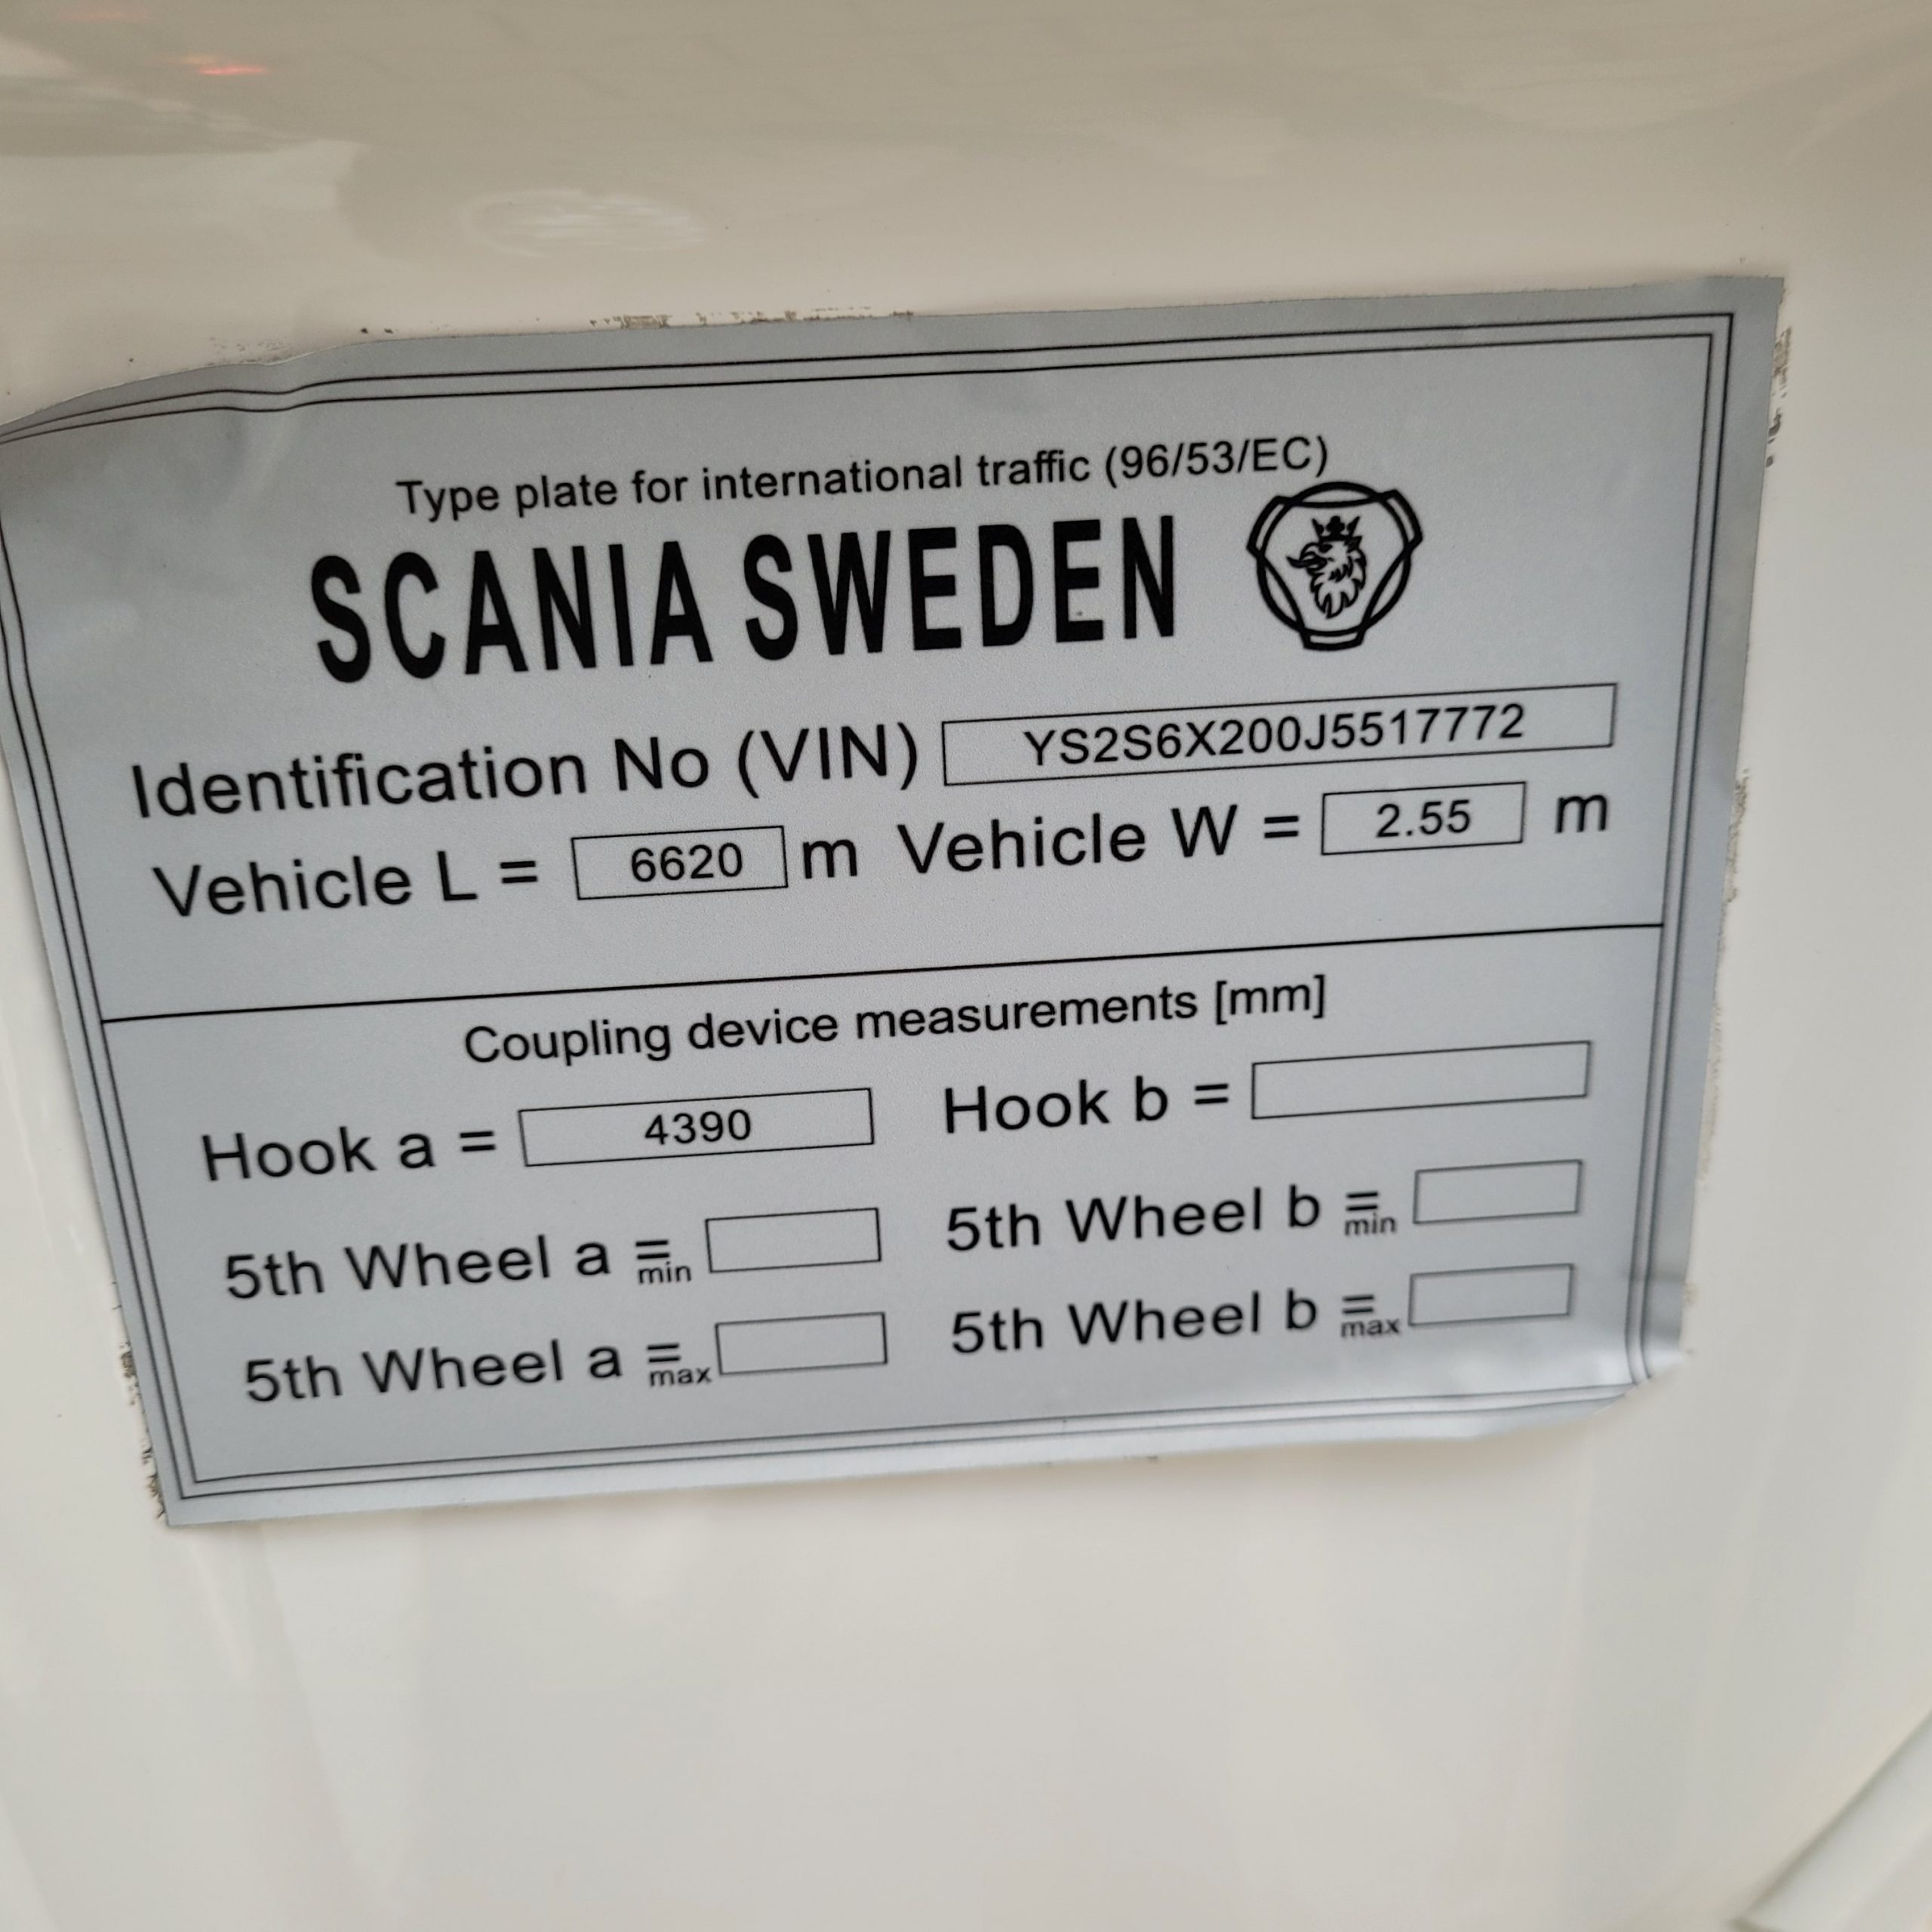 Type plate for international traffic (96/53/EC)
SCANIA SWEDEN
Identification No (VIN) YS2S6X200J5517772
Vehicle L = 6620 m Vehicle W = 2.55 m
Coupling device measurements [mm]
Hook a = 4390 Hook b =
5th Wheel a = min 5th Wheel b = min
5th Wheel a = max 5th Wheel b = max